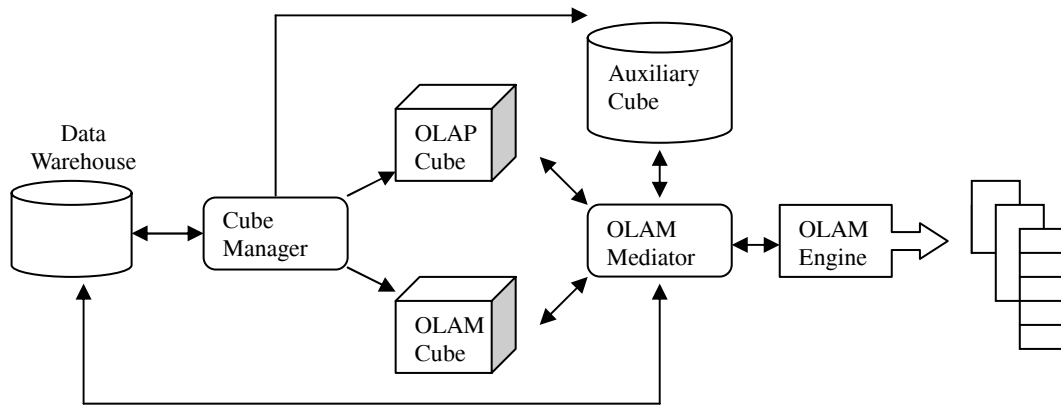 Data
Warehouse
Cube
Manager
OLAP
Cube
OLAM
Cube
Auxiliary
Cube
OLAM
Mediator
OLAM
Engine